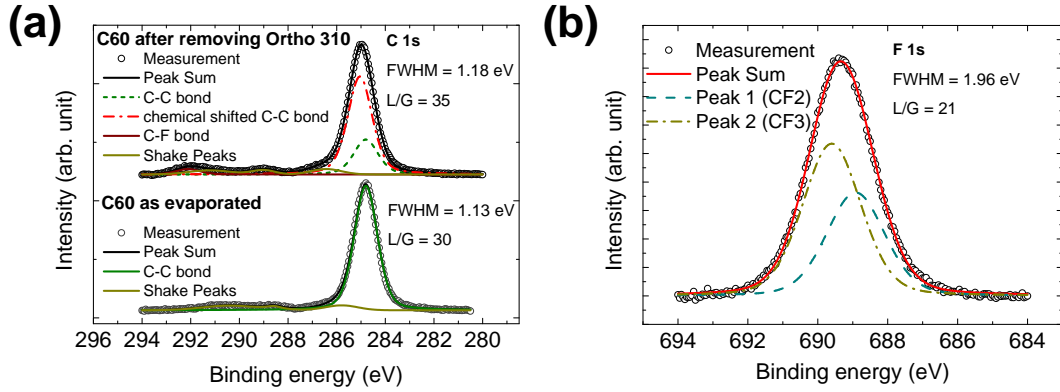 (a)
C60 after removing Ortho 310
C 1s
Measurement
FWHM = 1.18 eV
Peak Sum
C-C bond
L/G = 35
chemical shifted C-C bond
C-F bond
Shake Peaks
C60 as evaporated
FWHM = 1.13 eV
Measurement
Peak Sum
L/G = 30
C-C bond
Shake Peaks
Intensity (arb. unit)
296 294 292 290 288 286 284 282 280
Binding energy (eV)
(b)
Measurement
F 1s
Peak Sum
FWHM = 1.96 eV
Peak 1 (CF2)
Peak 2 (CF3)
L/G = 21
Intensity (arb. unit)
694 692 690 688 686 684
Binding energy (eV)